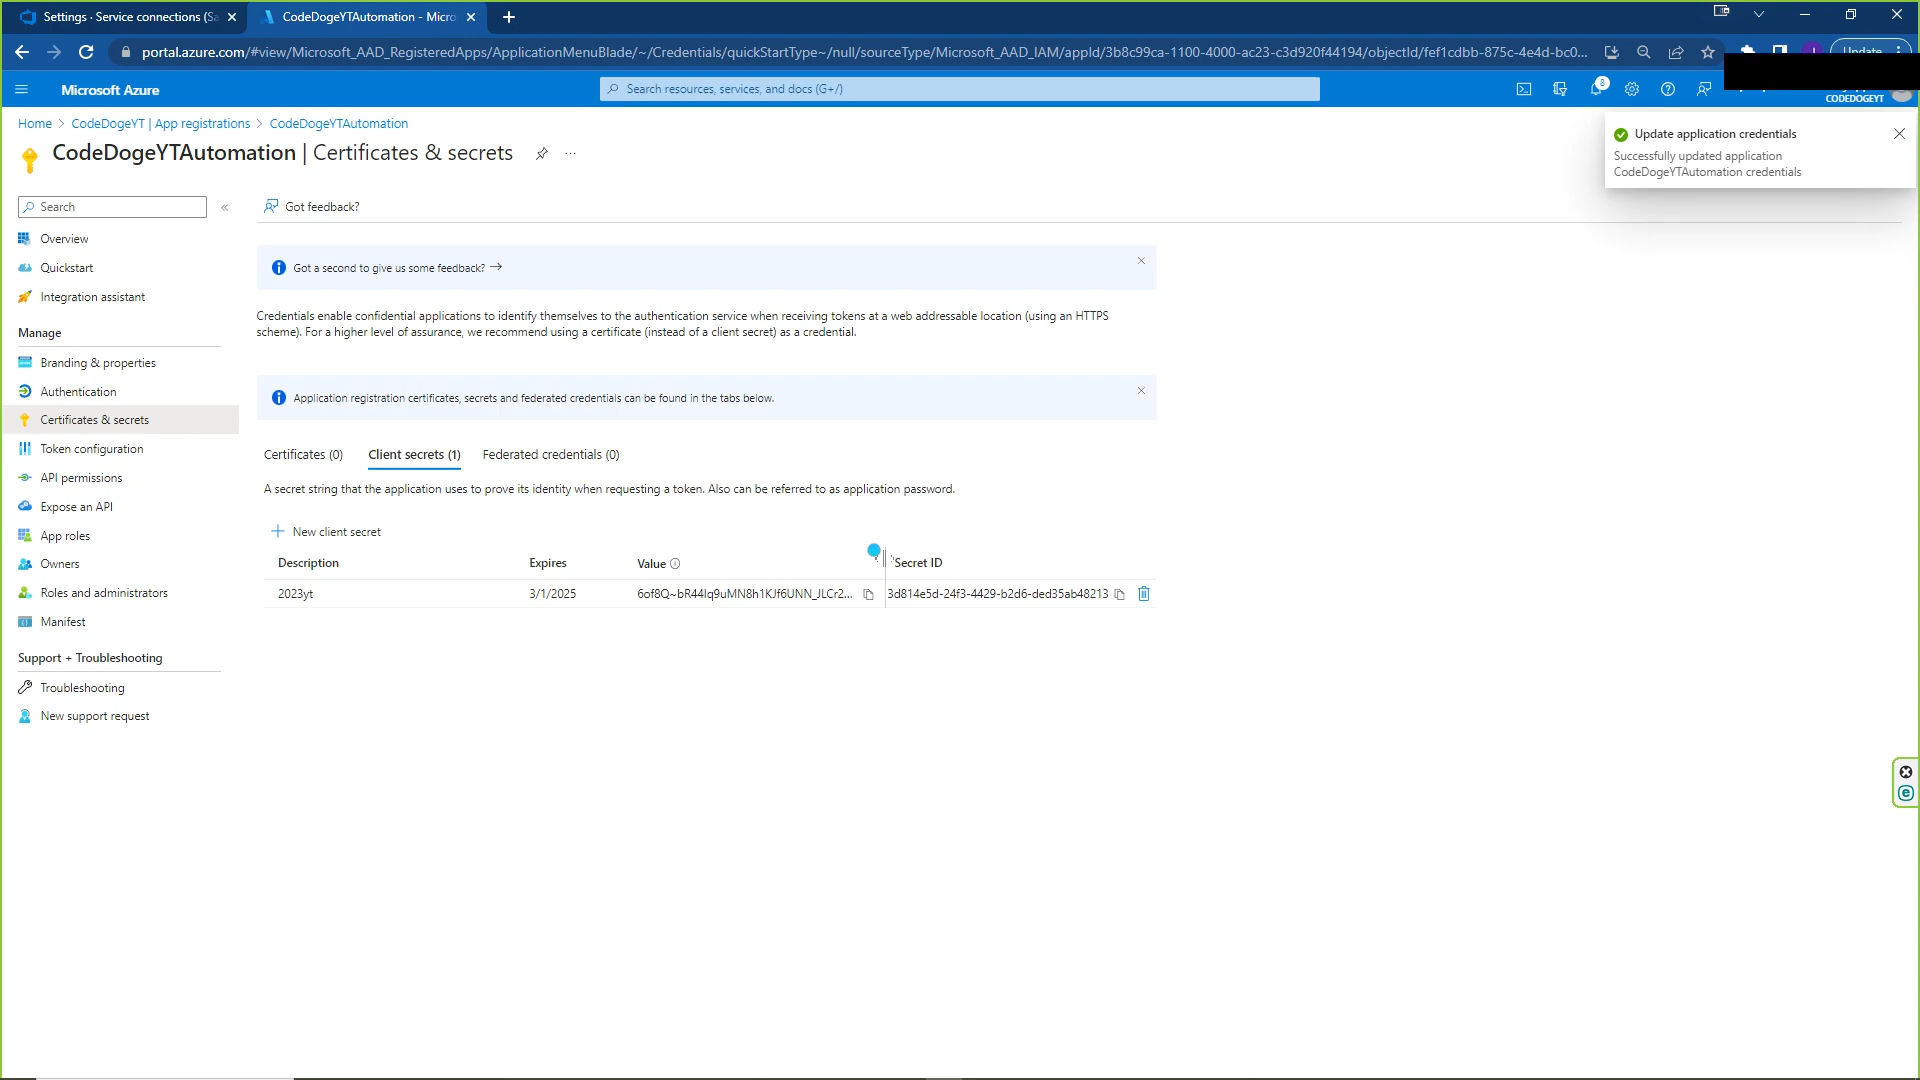 Settings · Service connections (Sa
CodeDogeYTAutomation - Micro
portal.azure.com/#view/Microsoft_AAD_RegisteredApps/ApplicationMenuBlade/~/Credentials/quickStartType~/null/sourceType/Microsoft_AAD_IAM/appId/3b8c99ca-1100-4000-ac23-c3d920f44194/objectId/fef1cdbb-875c-4e4d-bc0...
Update
Microsoft Azure
Search resources, services, and docs (G+/)
8
CODEDOGEYT
Home > CodeDogeYT | App registrations > CodeDogeYTAutomation
CodeDogeYTAutomation | Certificates & secrets
Update application credentials
Successfully updated application
CodeDogeYTAutomation credentials
Search
Got feedback?
Overview
Quickstart
Integration assistant
Manage
Branding & properties
Authentication
Certificates & secrets
Token configuration
API permissions
Expose an API
App roles
Owners
Roles and administrators
Manifest
Support + Troubleshooting
Troubleshooting
New support request
Got a second to give us some feedback? →
Credentials enable confidential applications to identify themselves to the authentication service when receiving tokens at a web addressable location (using an HTTPS
scheme). For a higher level of assurance, we recommend using a certificate (instead of a client secret) as a credential.
Application registration certificates, secrets and federated credentials can be found in the tabs below.
Certificates (0) Client secrets (1) Federated credentials (0)
A secret string that the application uses to prove its identity when requesting a token. Also can be referred to as application password.
New client secret
Description Expires Value Secret ID
2023yt 3/1/2025 6of8Q~bR44lq9uMN8h1KJf6UNN_JLCr2... 3d814e5d-24f3-4429-b2d6-ded35ab48213